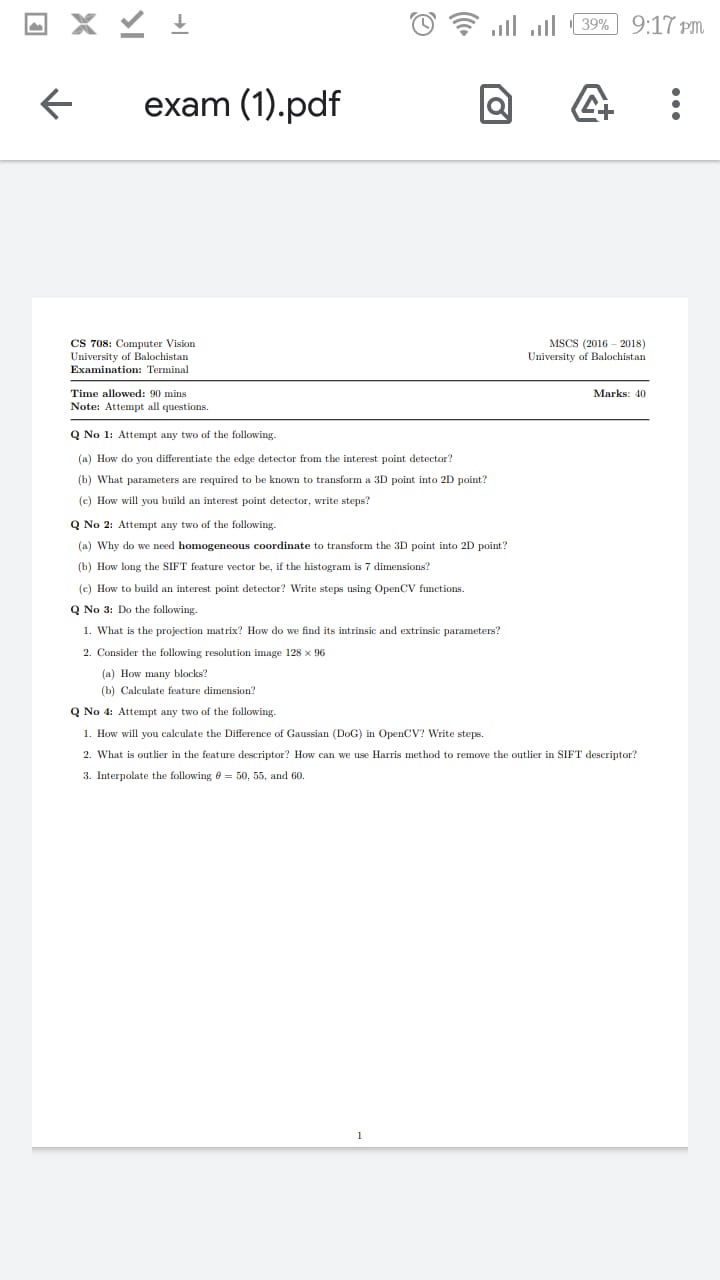 39% 9:17 pm
exam (1).pdf
CS 708: Computer Vision
MSCS (2016 – 2018)
University of Balochistan
University of Balochistan
Examination: Terminal
Time allowed: 90 mins
Marks: 40
Note: Attempt all questions.
Q No 1: Attempt any two of the following.
(a) How do you differentiate the edge detector from the interest point detector?
(b) What parameters are required to be known to transform a 3D point into 2D point?
(c) How will you build an interest point detector, write steps?
Q No 2: Attempt any two of the following.
(a) Why do we need homogeneous coordinate to transform the 3D point into 2D point?
(b) How long the SIFT feature vector be, if the histogram is 7 dimensions?
(c) How to build an interest point detector? Write steps using OpenCV functions.
Q No 3: Do the following.
1. What is the projection matrix? How do we find its intrinsic and extrinsic parameters?
2. Consider the following resolution image 128 × 96
(a) How many blocks?
(b) Calculate feature dimension?
Q No 4: Attempt any two of the following.
1. How will you calculate the Difference of Gaussian (DoG) in OpenCV? Write steps.
2. What is outlier in the feature descriptor? How can we use Harris method to remove the outlier in SIFT descriptor?
3. Interpolate the following θ = 50, 55, and 60.
1